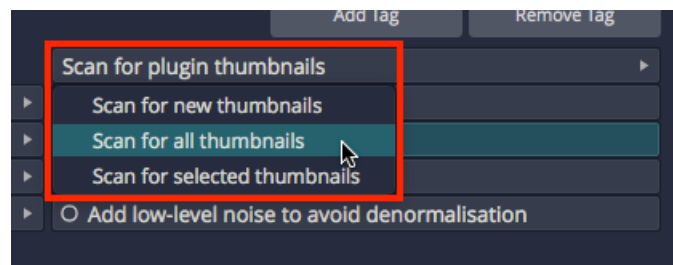 Add Tag
Remove Tag
Scan for plugin thumbnails
Scan for new thumbnails
Scan for all thumbnails
Scan for selected thumbnails
Add low-level noise to avoid denormalisation